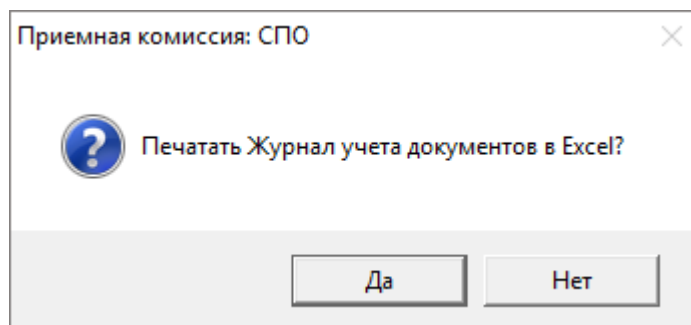 Приемная комиссия: СПО
Печатать Журнал учета документов в Excel?
Да
Нет